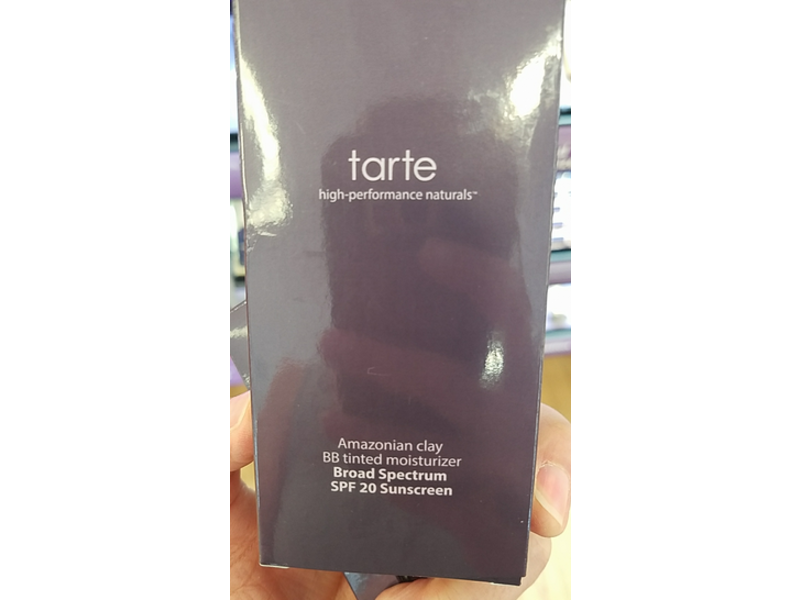 tarte
high-performance naturals™
Amazonian clay
BB tinted moisturizer
Broad Spectrum
SPF 20 Sunscreen